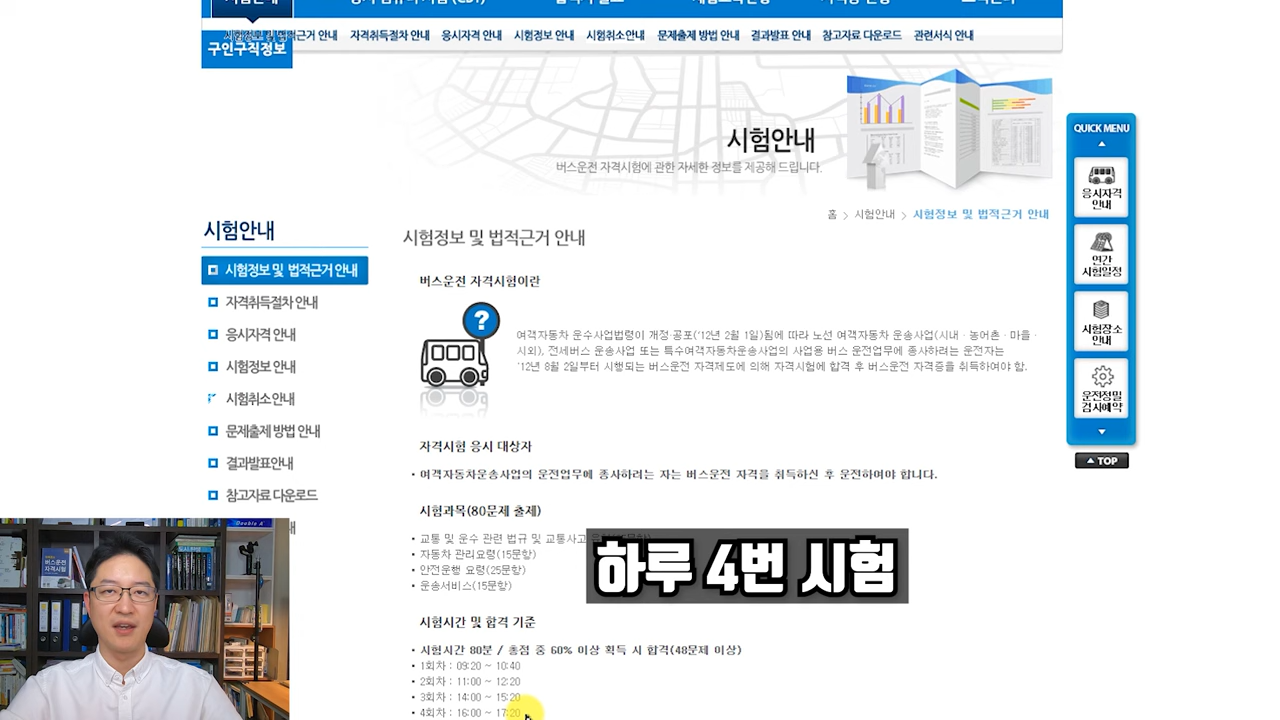 시험정보 및 법적근거 안내 자격취득절차 안내 응시자격 안내 시험정보 안내 시험취소안내 문제출제 방법 안내 결과발표 안내 참고자료 다운로드 관련서식 안내
구인구직정보
시험안내
버스운전 자격시험에 관한 자세한 정보를 제공해 드립니다.
홈 > 시험안내 > 시험정보 및 법적근거 안내
시험안내
시험정보 및 법적근거 안내
자격취득절차 안내
응시자격 안내
시험정보 안내
시험취소안내
문제출제 방법 안내
결과발표안내
참고자료 다운로드
시험정보 및 법적근거 안내
버스운전 자격시험이란
?
여객자동차 운수사업법령이 개정·공포('12년 2월 1일)됨에 따라 노선 여객자동차 운송사업(시내 · 농어촌 · 마을 ·
시외), 전세버스 운송사업 또는 특수여객자동차운송사업의 사업용 버스 운전업무에 종사하려는 운전자는
'12년 8월 2일부터 시행되는 버스운전 자격제도에 의해 자격시험에 합격 후 버스운전 자격증을 취득하여야 함.
자격시험 응시 대상자
• 여객자동차운송사업의 운전업무에 종사하려는 자는 버스운전 자격을 취득하신 후 운전하여야 합니다.
시험과목(80문제 출제)
• 교통 및 운수 관련 법규 및 교통사고
• 자동차 관리요령(15문항)
• 안전운행 요령(25문항)
• 운송서비스(15문항)
시험시간 및 합격 기준
• 시험시간 80분 / 총점 중 60% 이상 획득 시 합격(48문제 이상)
• 1회차 : 09:20 ~ 10:40
• 2회차 : 11:00 ~ 12:20
• 3회차 : 14:00 ~ 15:20
• 4회차 : 16:00 ~ 17:20
하루 4번 시험
QUICK MENU
응시자격
안내
연간
시험일정
시험장소
안내
운전정밀
검사예약
TOP
Double A
버스운전
자격시험